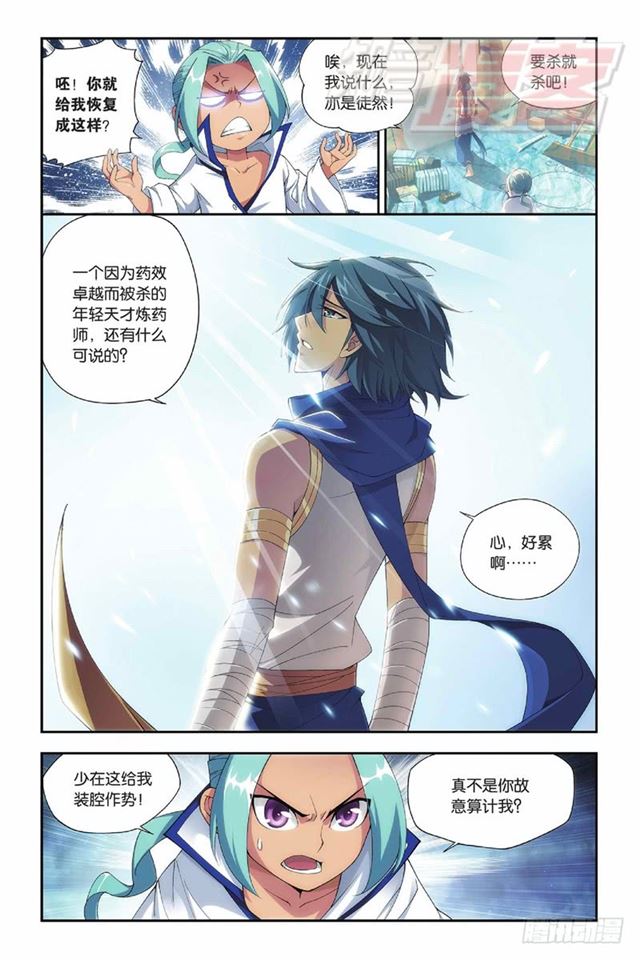 呸！你就
给我恢复
成这样？
唉，现在
我说什么，
亦是徒然！
要杀就
杀吧！
一个因为药效
卓越而被杀的
年轻天才炼药
师，还有什么
可说的？
心，好累
啊……
少在这给我
装腔作势！
真不是你故
意算计我？
腾讯动漫